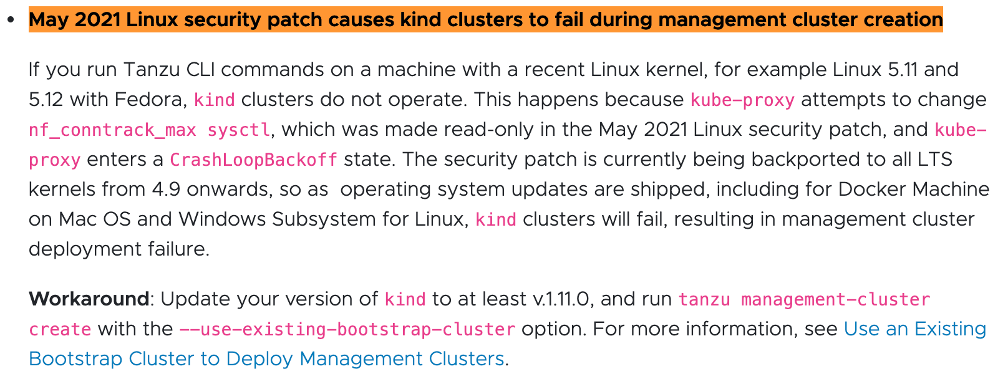 • May 2021 Linux security patch causes kind clusters to fail during management cluster creation
If you run Tanzu CLI commands on a machine with a recent Linux kernel, for example Linux 5.11 and
5.12 with Fedora, kind clusters do not operate. This happens because kube-proxy attempts to change
nf_conntrack_max sysctl, which was made read-only in the May 2021 Linux security patch, and kube-
proxy enters a CrashLoopBackoff state. The security patch is currently being backported to all LTS
kernels from 4.9 onwards, so as  operating system updates are shipped, including for Docker Machine
on Mac OS and Windows Subsystem for Linux, kind clusters will fail, resulting in management cluster
deployment failure.
Workaround: Update your version of kind to at least v.1.11.0, and run tanzu management-cluster
create with the --use-existing-bootstrap-cluster option. For more information, see Use an Existing
Bootstrap Cluster to Deploy Management Clusters.